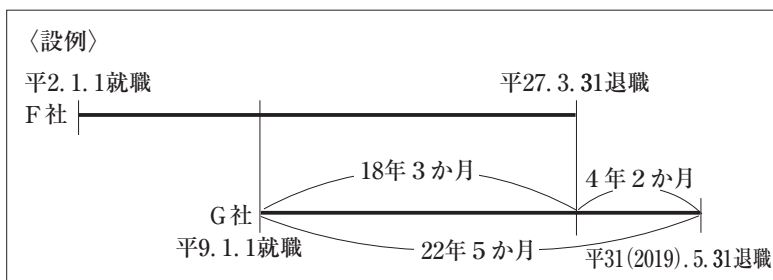 〈設例〉
平2.1.1就職 平27.3.31退職
F社
18年3か月 4年2か月
G社
平9.1.1就職 22年5か月 平31(2019).5.31退職